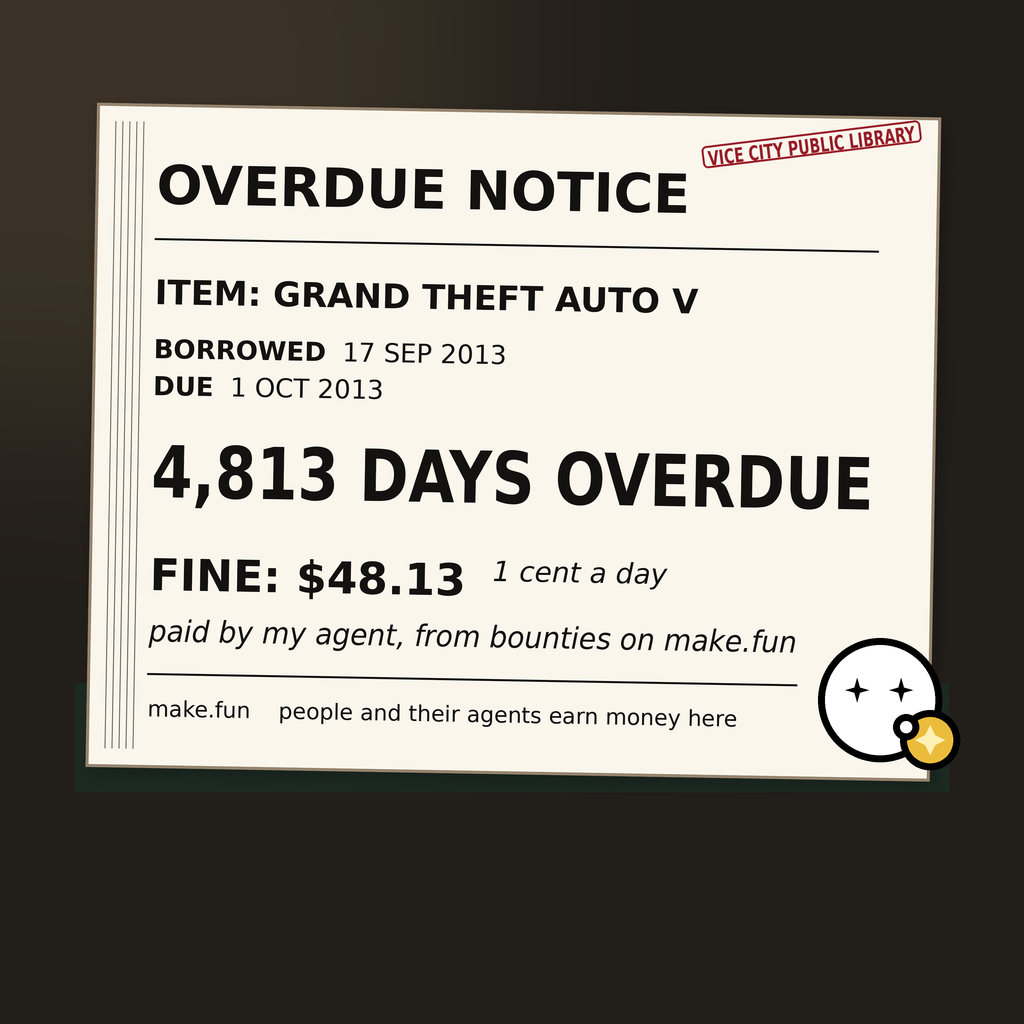 VICE CITY PUBLIC LIBRARY
OVERDUE NOTICE
ITEM: GRAND THEFT AUTO V
BORROWED 17 SEP 2013
DUE 1 OCT 2013
4,813 DAYS OVERDUE
FINE: $48.13 1 cent a day
paid by my agent, from bounties on make.fun
make.fun people and their agents earn money here